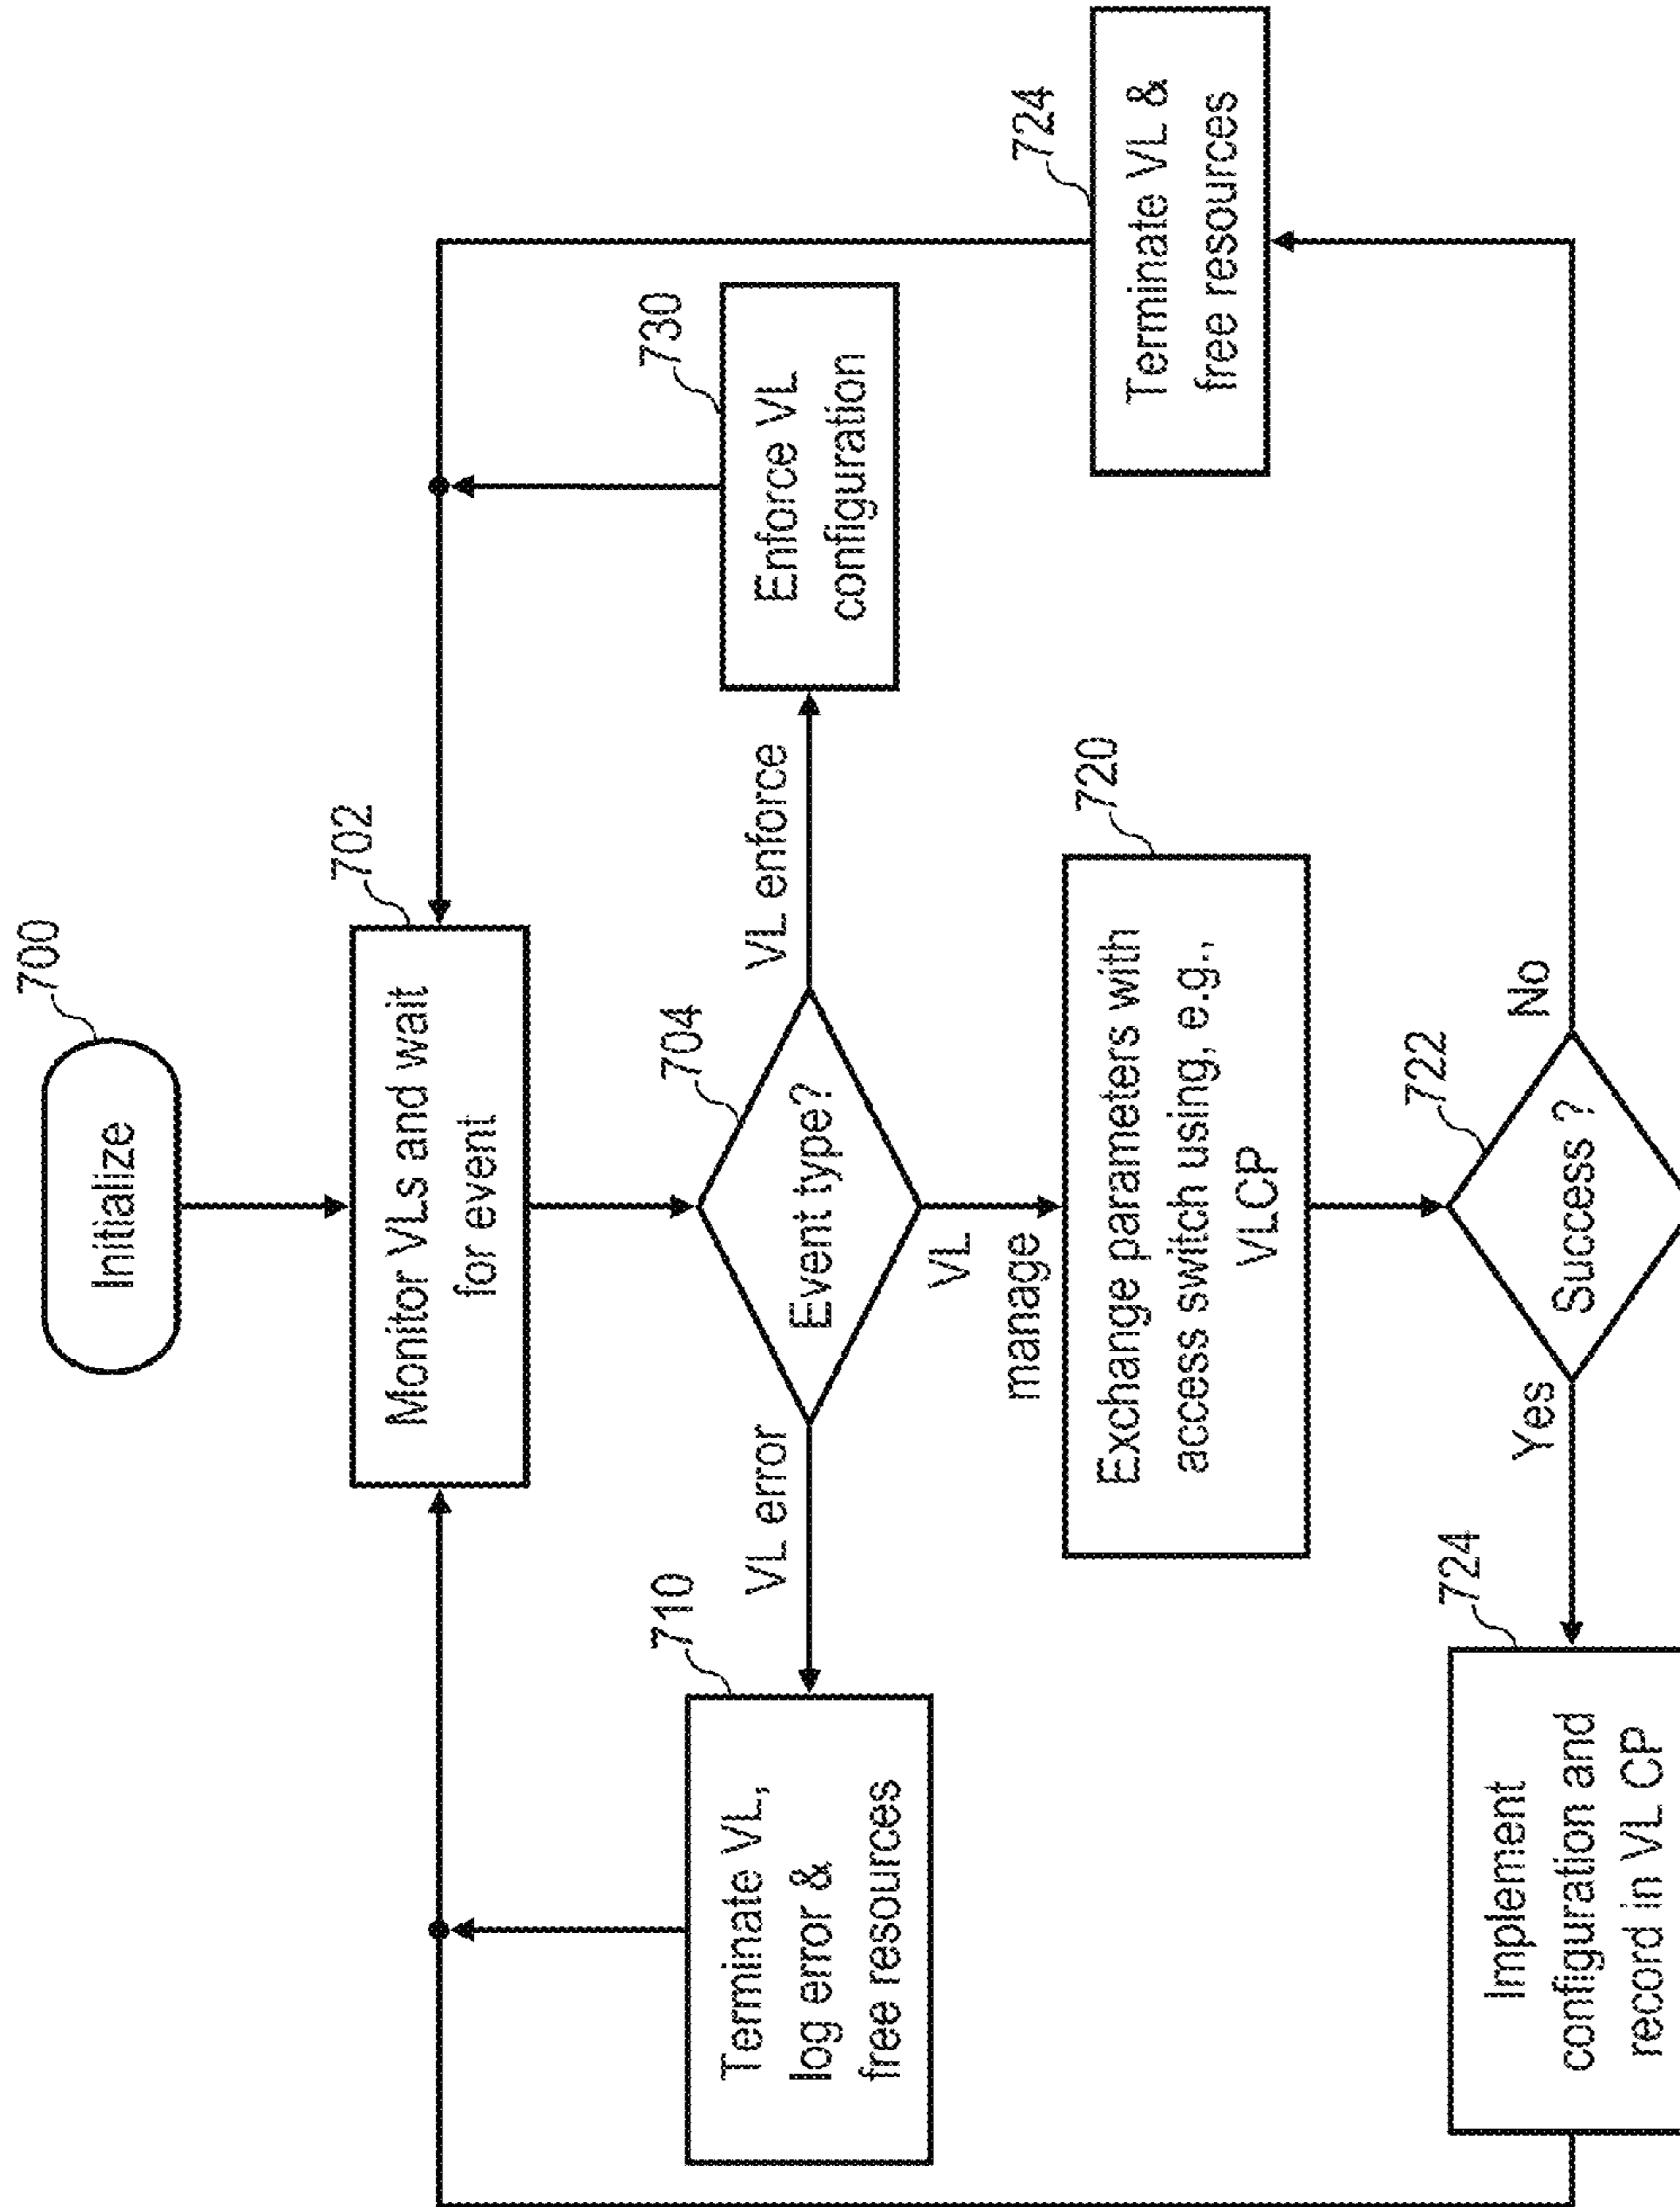 700
Initialize
702
Monitor VLs and wait
for event
704
Event type?
VL error
VL enforce
VL
manage
710
Terminate VL,
log error &
free resources
730
Enforce VL
configuration
720
Exchange parameters with
access switch using, e.g.,
VLCP
722
Success ?
Yes
No
724
Implement
configuration and
record in VL CP
724
Terminate VL &
free resources